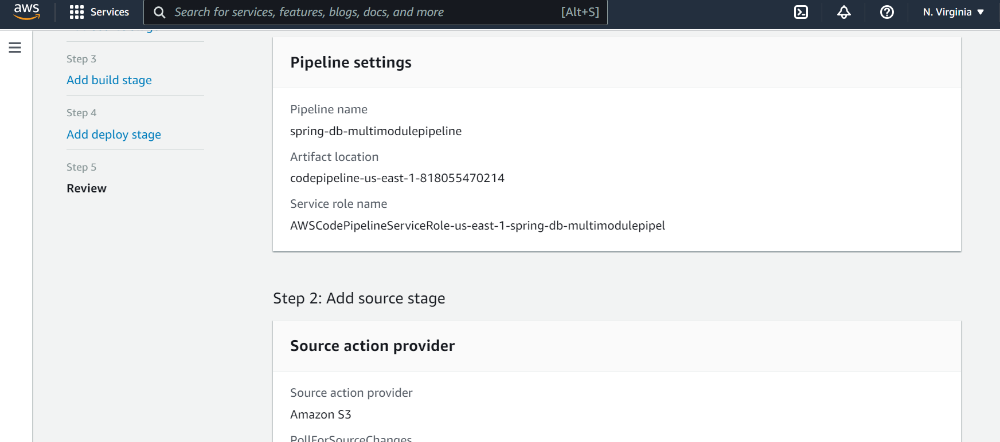 aws
Services
Search for services, features, blogs, docs, and more
[Alt+S]
N. Virginia
Step 3
Add build stage
Step 4
Add deploy stage
Step 5
Review
Pipeline settings
Pipeline name
spring-db-multimodulepipeline
Artifact location
codepipeline-us-east-1-818055470214
Service role name
AWSCodePipelineServiceRole-us-east-1-spring-db-multimodulepipel
Step 2: Add source stage
Source action provider
Source action provider
Amazon S3
PollForSourceChanges